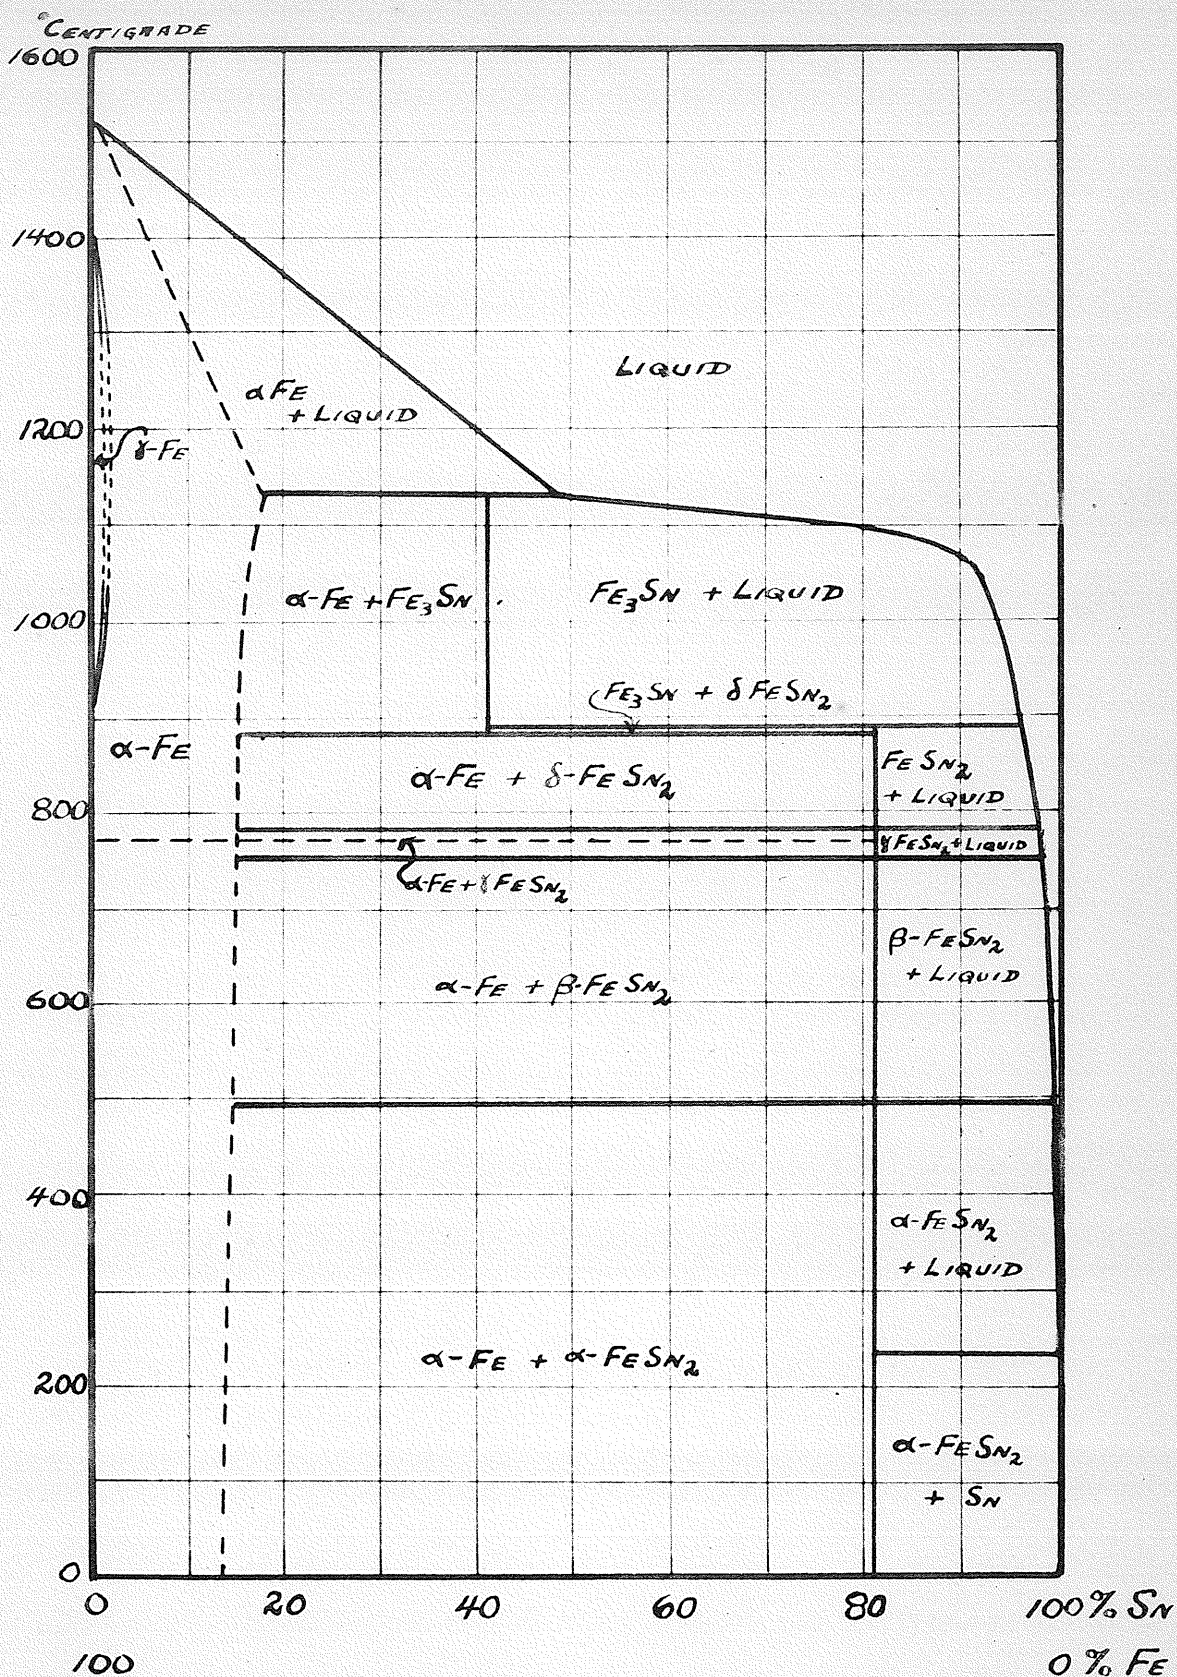 °CENTIGRADE
1600
1400
LIQUID
αFE
+ LIQUID
1200
γ-FE
α-FE + FE₃SN
FE₃SN + LIQUID
1000
FE₃SN + δFESN₂
α-FE
α-FE + δ-FESN₂
FESN₂
+ LIQUID
800
γFESN₂+LIQUID
α-FE+γFESN₂
β-FESN₂
+ LIQUID
α-FE + β-FESN₂
600
400
α-FESN₂
+ LIQUID
α-FE + α-FESN₂
200
α-FESN₂
+ SN
0
0 20 40 60 80 100% SN
100 0 % FE